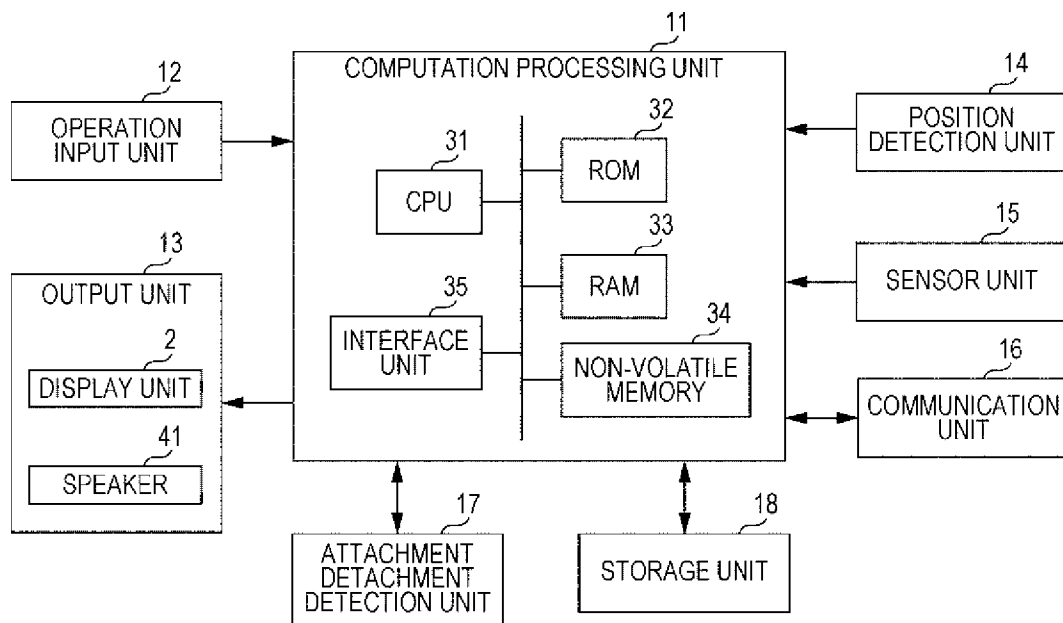 11
COMPUTATION PROCESSING UNIT
12
OPERATION
INPUT UNIT
14
POSITION
DETECTION UNIT
31
CPU
32
ROM
33
RAM
35
INTERFACE
UNIT
34
NON-VOLATILE
MEMORY
13
OUTPUT UNIT
2
DISPLAY UNIT
41
SPEAKER
15
SENSOR UNIT
16
COMMUNICATION
UNIT
17
ATTACHMENT
DETACHMENT
DETECTION UNIT
18
STORAGE UNIT